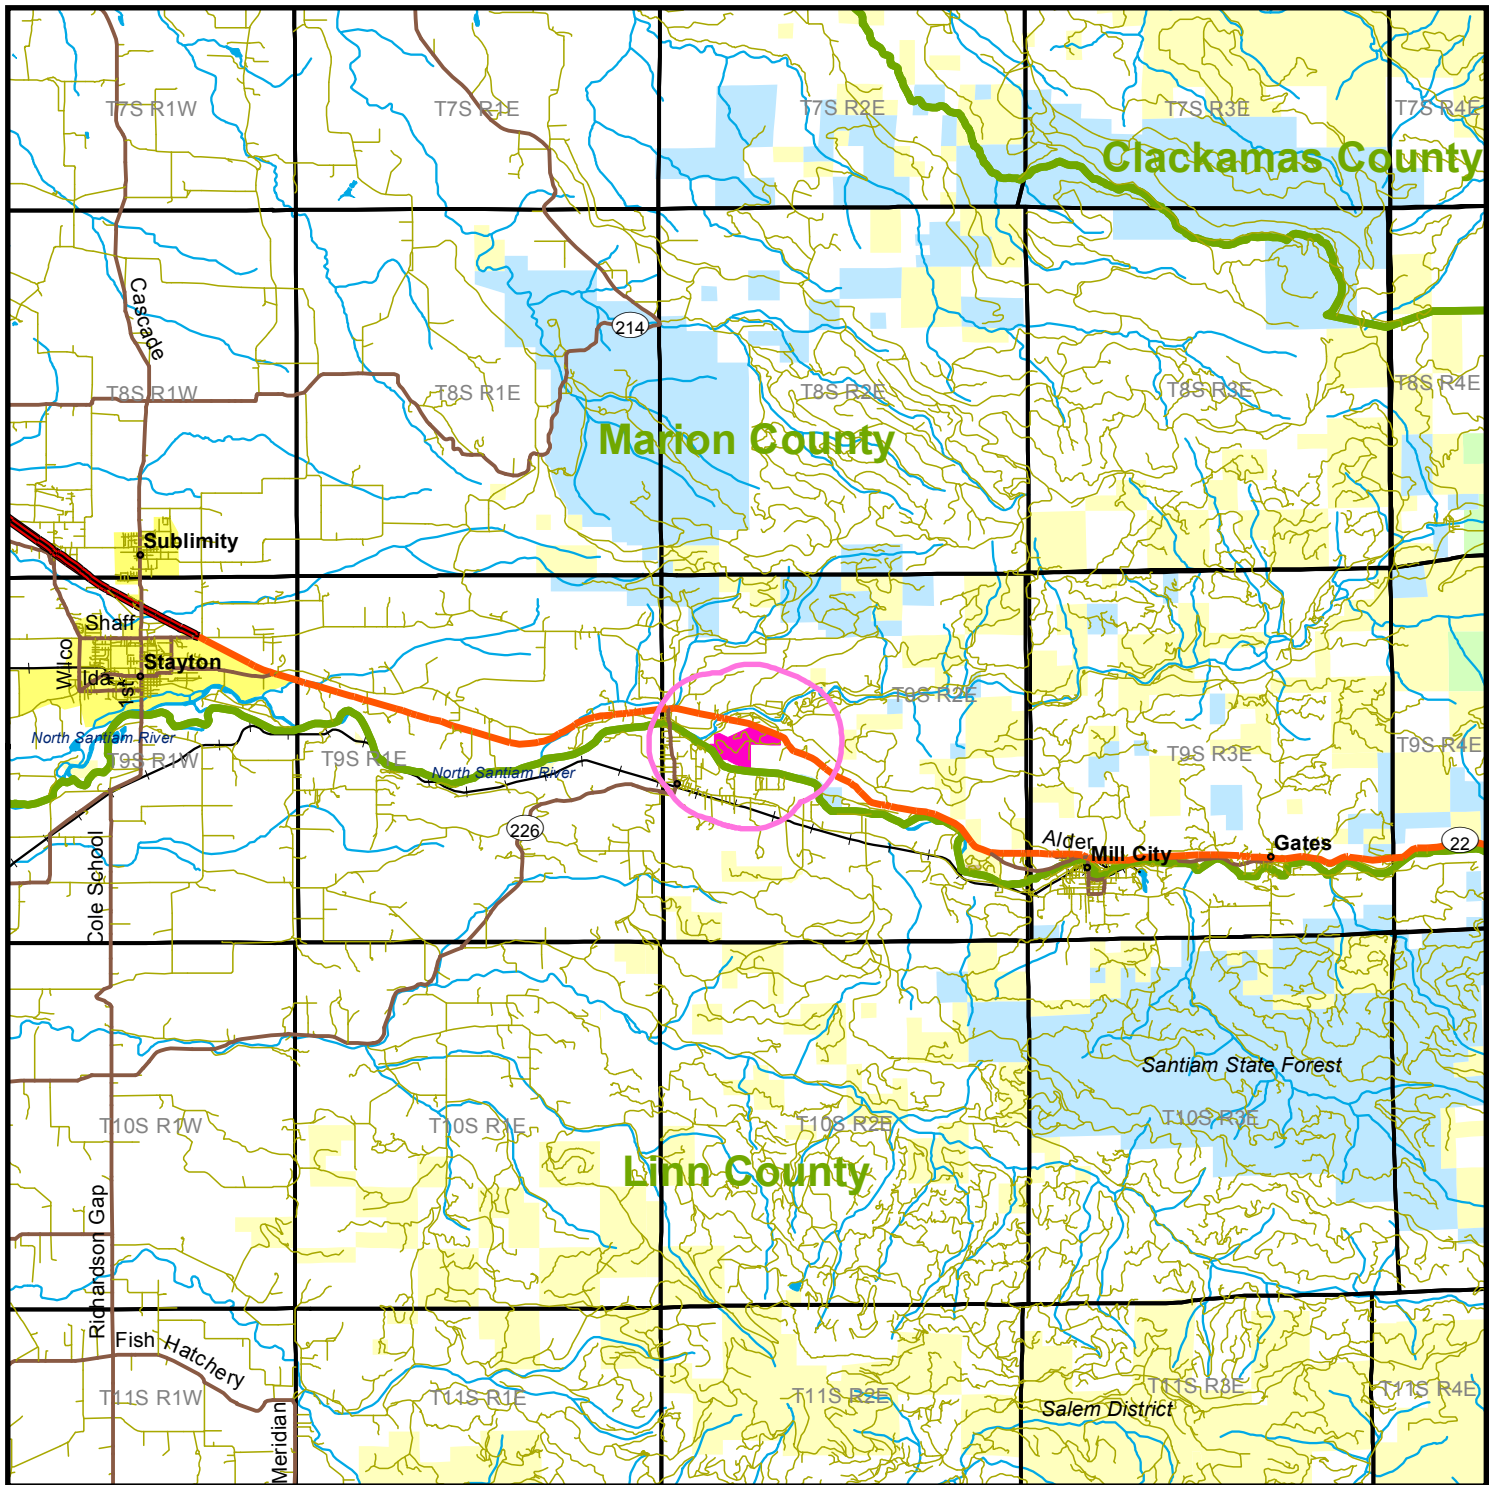 T7S R1W
T7S R1E
T7S R2E
T7S R3E
T7S R4E
Clackamas County
Cascade
214
T8S R1W
T8S R1E
T8S R2E
T8S R3E
T8S R4E
Marion County
Sublimity
Shaff
Wilco
Stayton
Ida
1st
T9S R2E
North Santiam River
T9S R1W
T9S R1E
North Santiam River
T9S R3E
T9S R4E
226
Alder
Mill City
Gates
22
Cole School
Santiam State Forest
T10S R1W
T10S R1E
T10S R2E
T10S R3E
Linn County
Richardson Gap
Fish Hatchery
T11S R1W
T11S R1E
T11S R2E
T11S R3E
T11S R4E
Salem District
Meridian